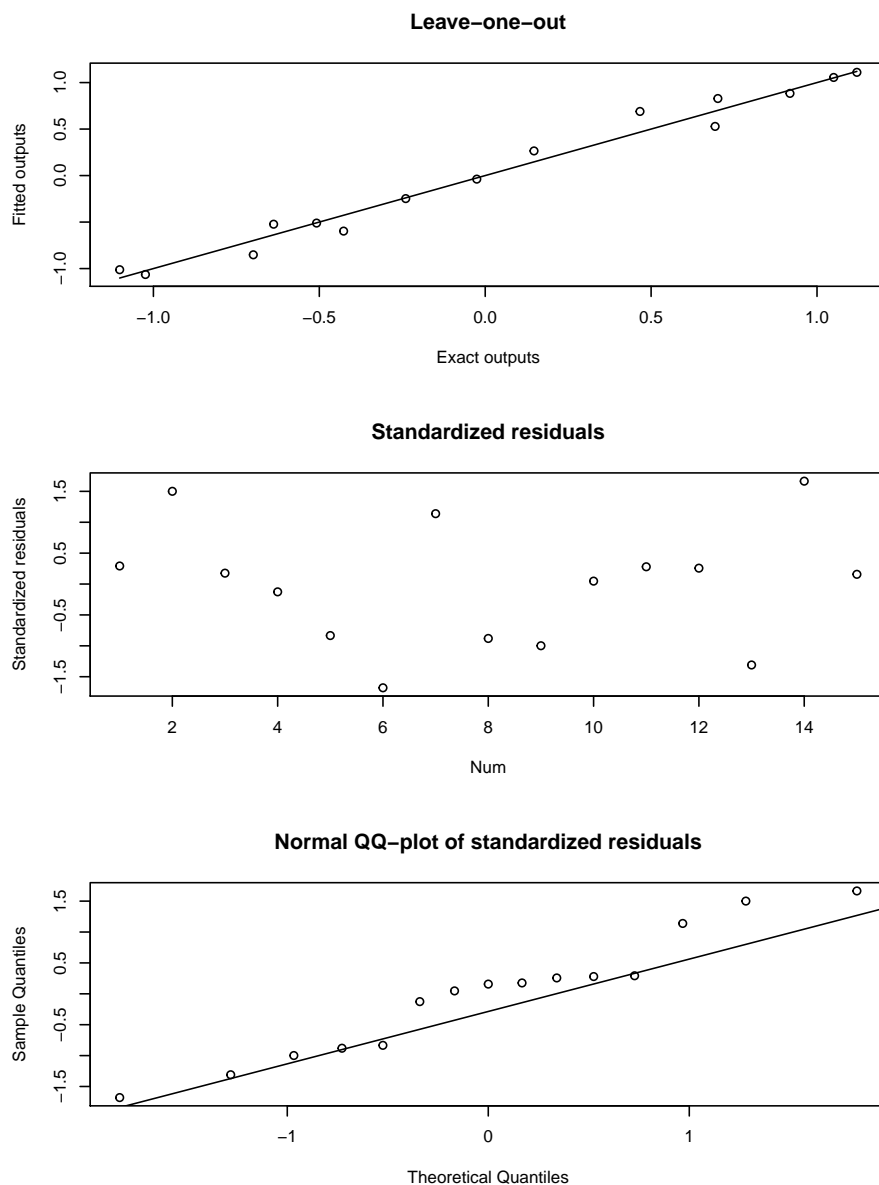 Leave−one−out
1.0
0.5
0.0
−1.0
Fitted outputs
−1.0 −0.5 0.0 0.5 1.0
Exact outputs
Standardized residuals
1.5
0.5
−0.5
−1.5
Standardized residuals
2 4 6 8 10 12 14
Num
Normal QQ−plot of standardized residuals
1.5
0.5
−0.5
−1.5
Sample Quantiles
−1 0 1
Theoretical Quantiles